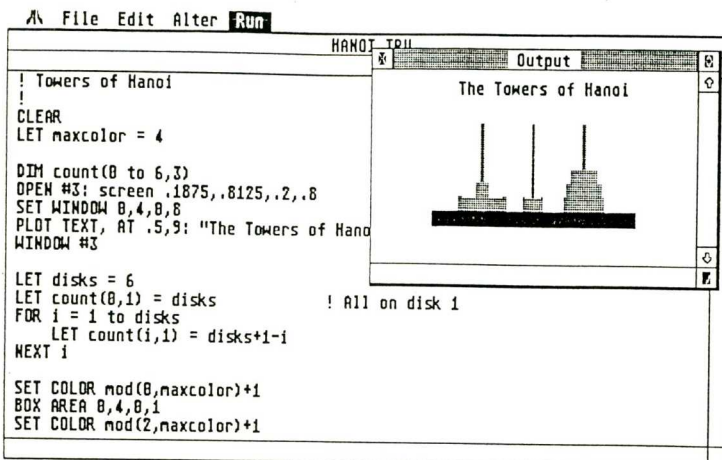 File Edit Alter Run
HANOI.TRU
Output
The Towers of Hanoi
! Towers of Hanoi
!
CLEAR
LET maxcolor = 4
DIM count(0 to 6,3)
OPEN #3: screen .1875,.8125,.2,.8
SET WINDOW 0,4,0,8
PLOT TEXT, AT .5,9: "The Towers of Hano
WINDOW #3
LET disks = 6
LET count(0,1) = disks ! All on disk 1
FOR i = 1 to disks
LET count(i,1) = disks+1-i
NEXT i
SET COLOR mod(0,maxcolor)+1
BOX AREA 0,4,0,1
SET COLOR mod(2,maxcolor)+1